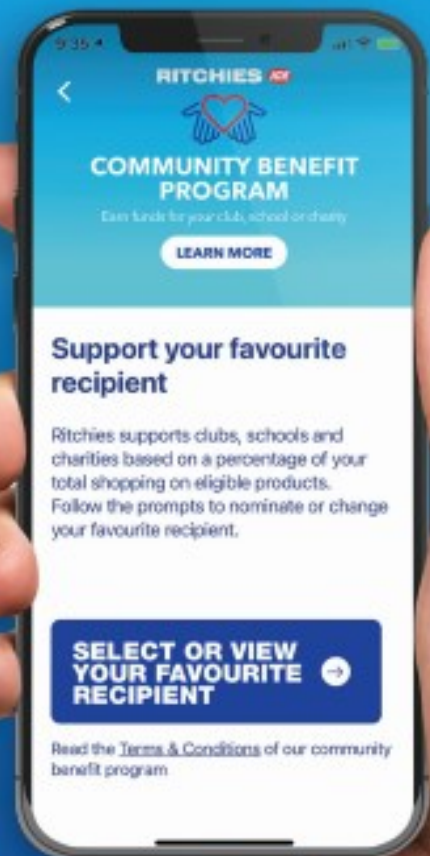 9:35
RITCHIES IGA
COMMUNITY BENEFIT
PROGRAM
Earn funds for your club, school or charity
LEARN MORE
Support your favourite
recipient
Ritchies supports clubs, schools and
charities based on a percentage of your
total shopping on eligible products.
Follow the prompts to nominate or change
your favourite recipient.
SELECT OR VIEW
YOUR FAVOURITE
RECIPIENT
Read the Terms & Conditions of our community
benefit program